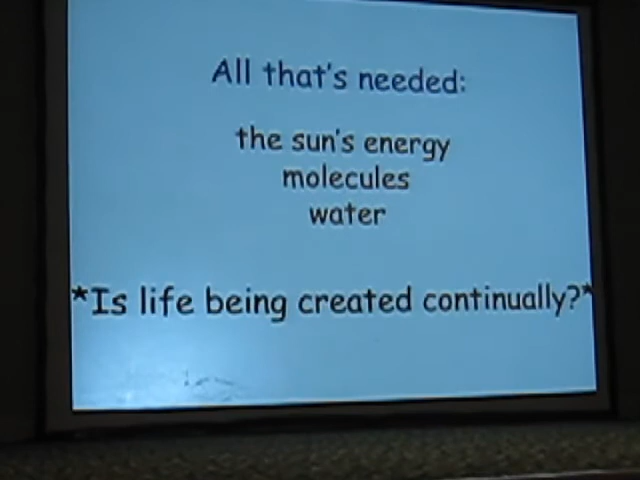 All that's needed:
the sun's energy
molecules
water
*Is life being created continually?*